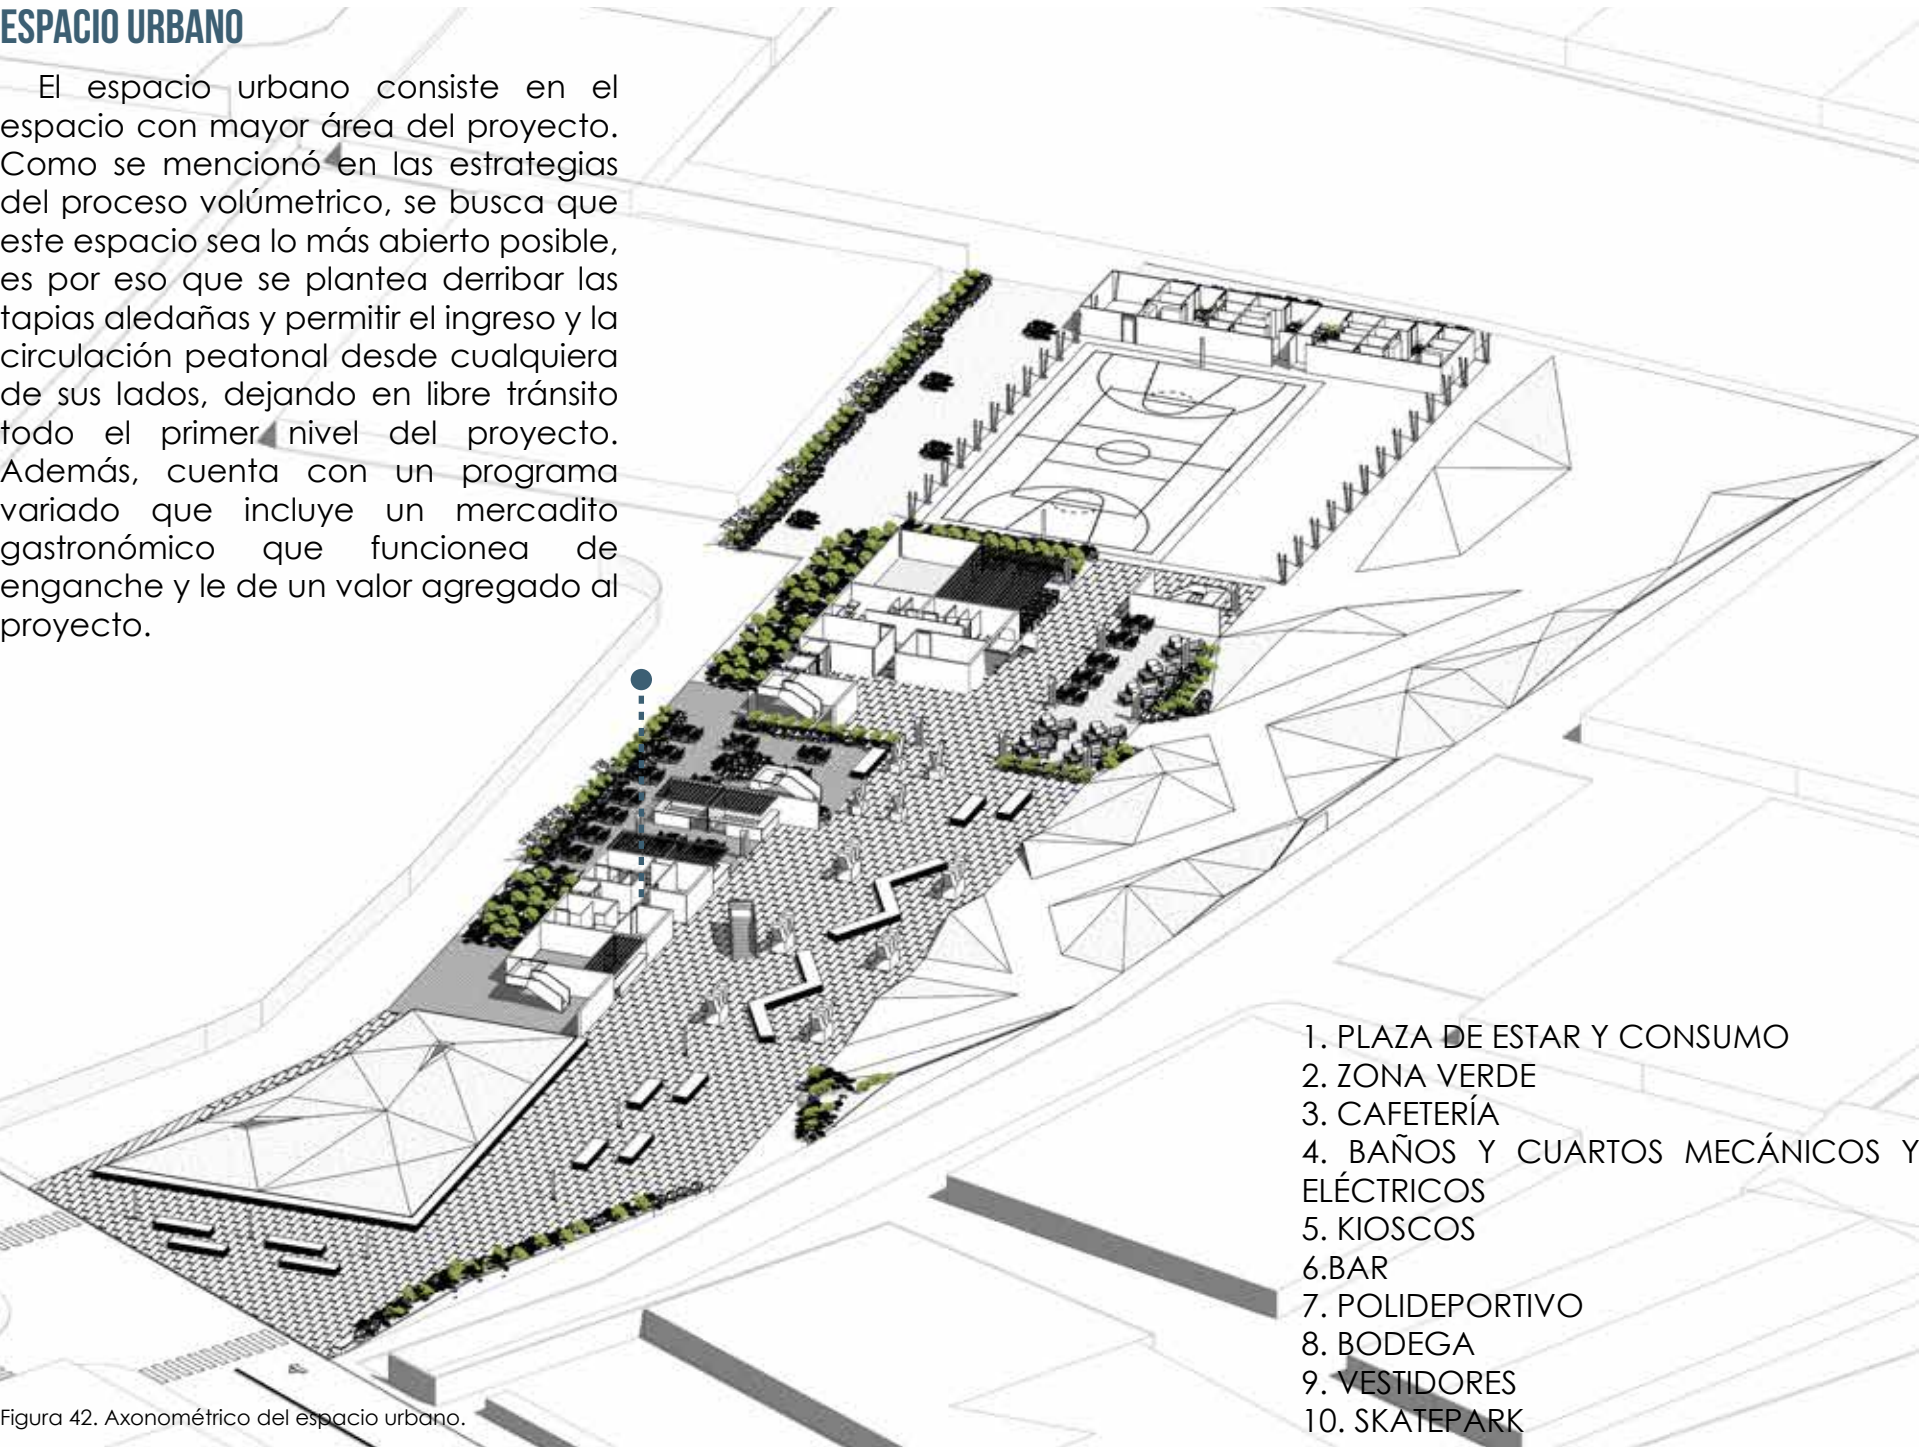 ESPACIO URBANO
El espacio urbano consiste en el
espacio con mayor área del proyecto.
Como se mencionó en las estrategias
del proceso volúmetrico, se busca que
este espacio sea lo más abierto posible,
es por eso que se plantea derribar las
tapias aledañas y permitir el ingreso y la
circulación peatonal desde cualquiera
de sus lados, dejando en libre tránsito
todo el primer nivel del proyecto.
Además, cuenta con un programa
variado que incluye un mercadito
gastronómico que funcionea de
enganche y le de un valor agregado al
proyecto.
1. PLAZA DE ESTAR Y CONSUMO
2. ZONA VERDE
3. CAFETERÍA
4. BAÑOS Y CUARTOS MECÁNICOS Y
ELÉCTRICOS
5. KIOSCOS
6.BAR
7. POLIDEPORTIVO
8. BODEGA
9. VESTIDORES
10. SKATEPARK
Figura 42. Axonométrico del espacio urbano.